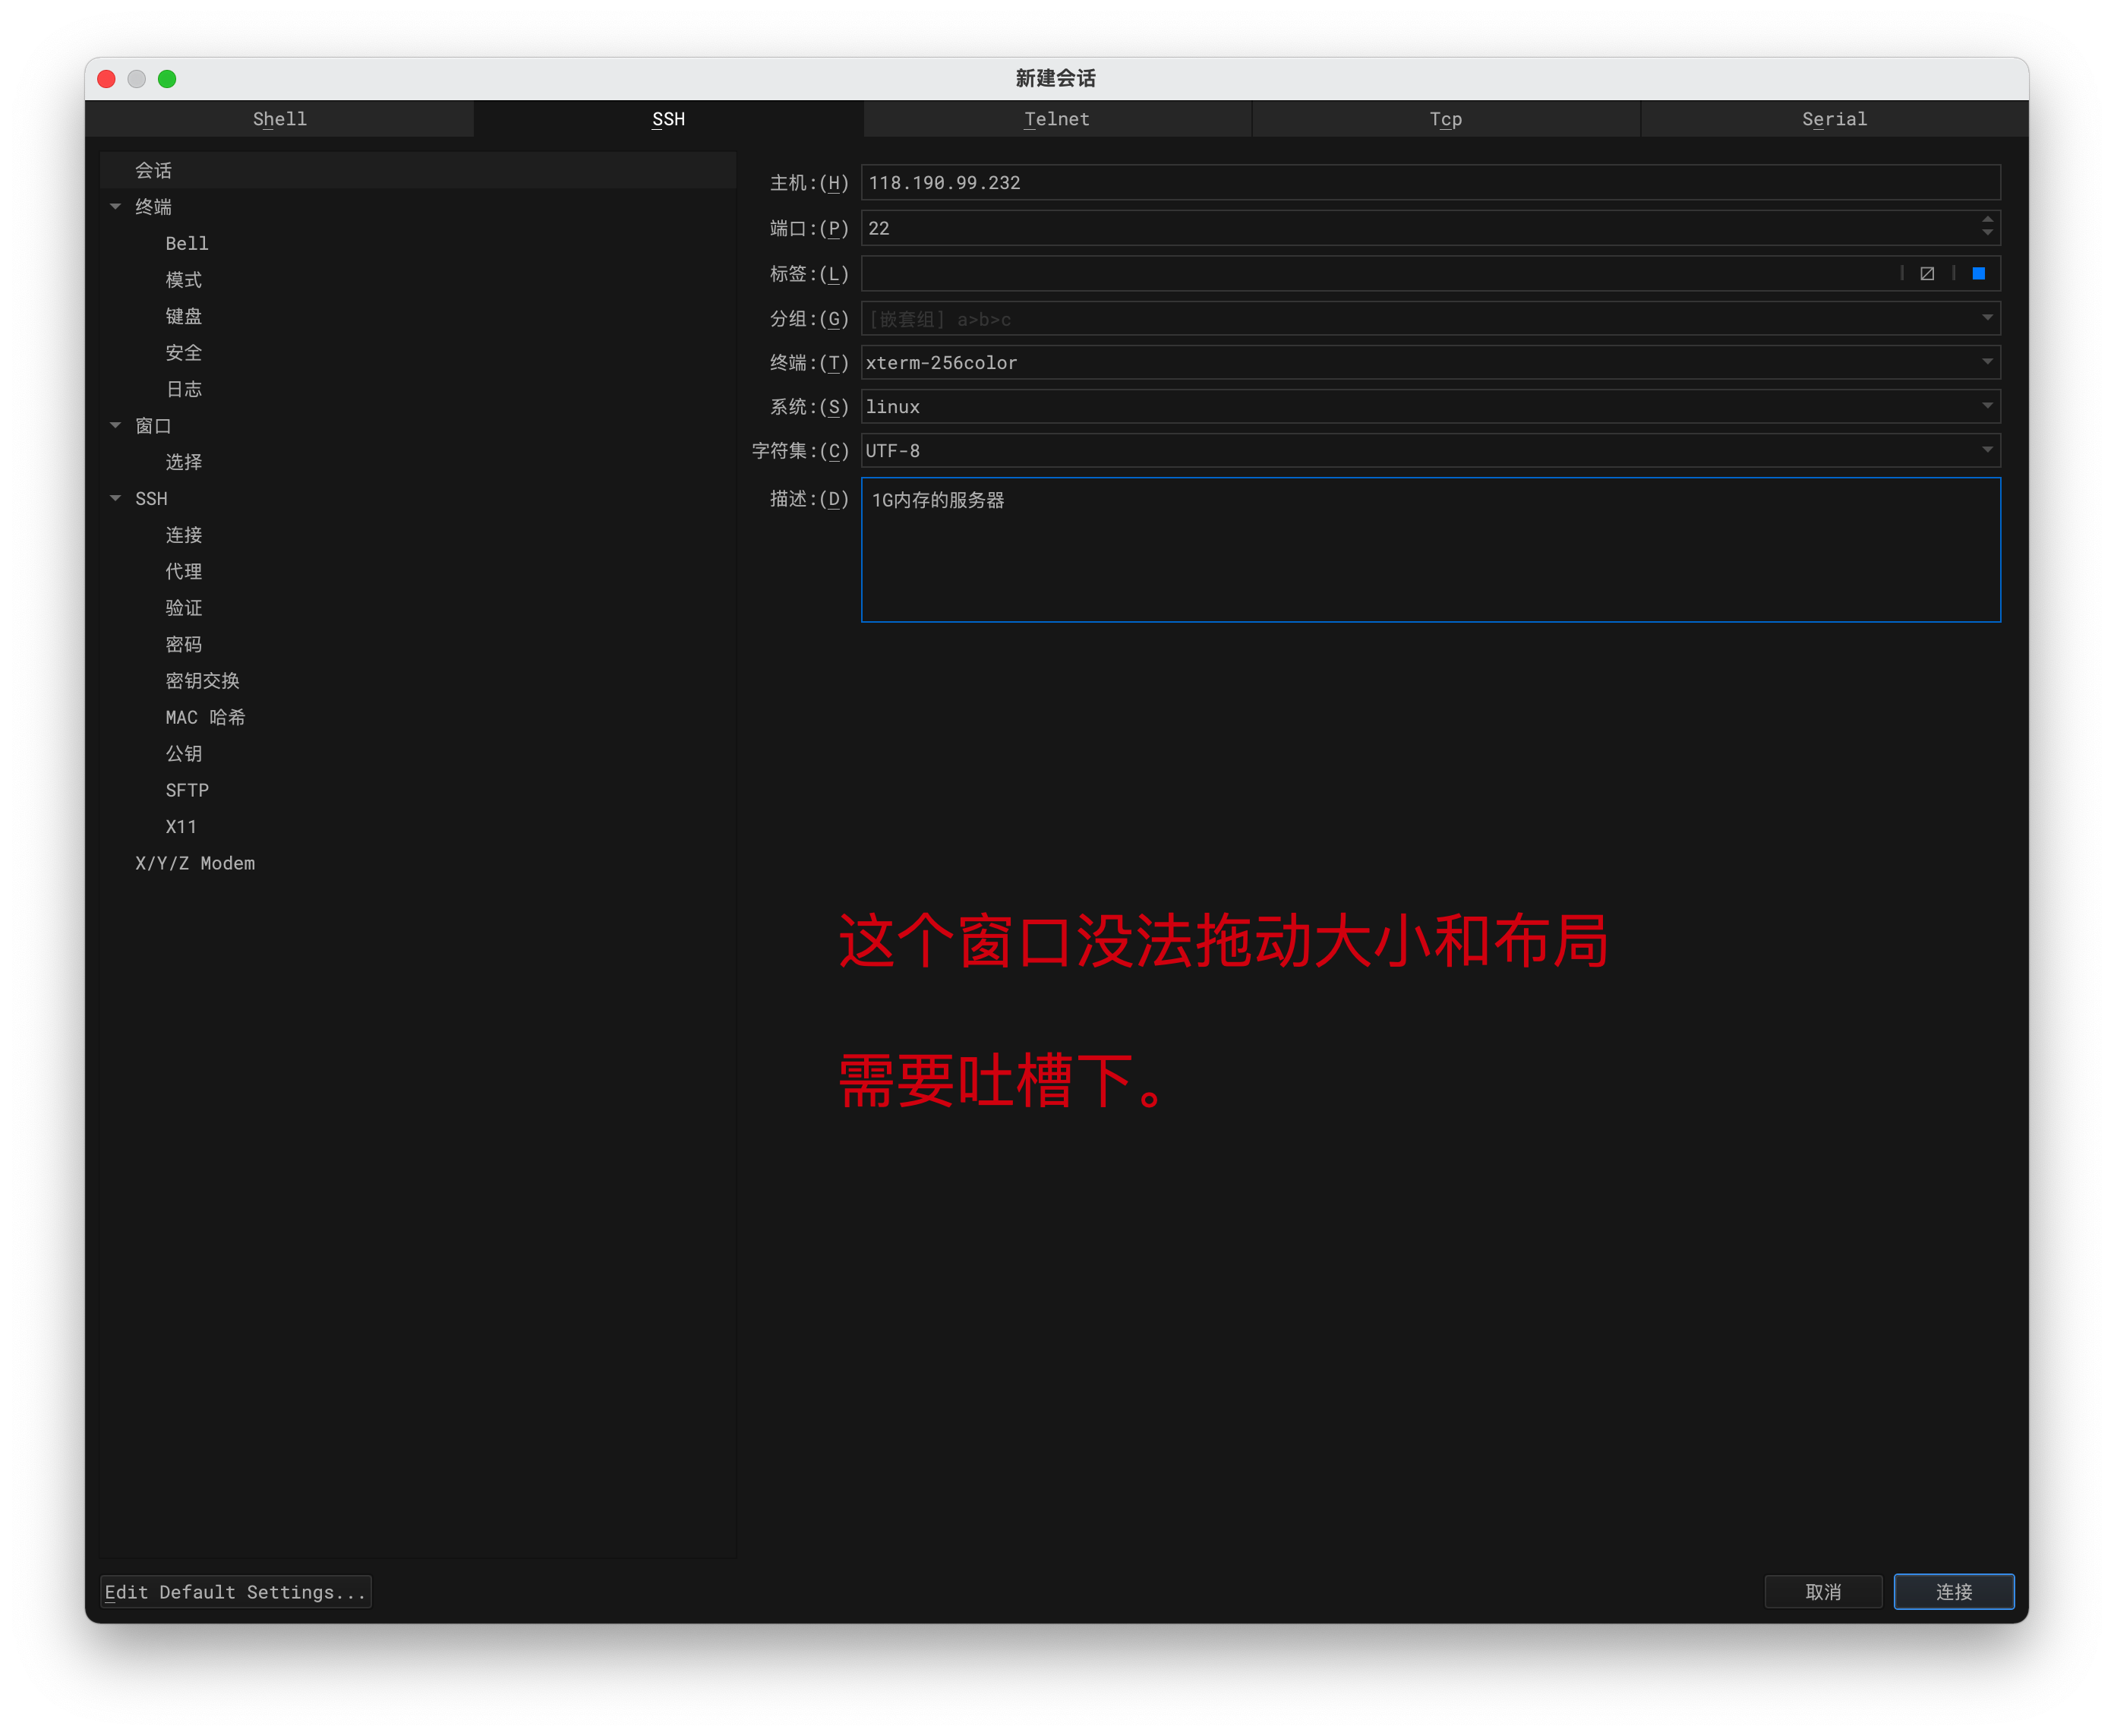 新建会话
Shell
SSH
Telnet
Tcp
Serial
会话
终端
Bell
模式
键盘
安全
日志
窗口
选择
SSH
连接
代理
验证
密码
密钥交换
MAC 哈希
公钥
SFTP
X11
X/Y/Z Modem
主机:(H) 118.190.99.232
端口:(P) 22
标签:(L)
分组:(G) [嵌套组] a>b>c
终端:(T) xterm-256color
系统:(S) linux
字符集:(C) UTF-8
描述:(D) 1G内存的服务器
这个窗口没法拖动大小和布局
需要吐槽下。
Edit Default Settings...
取消
连接